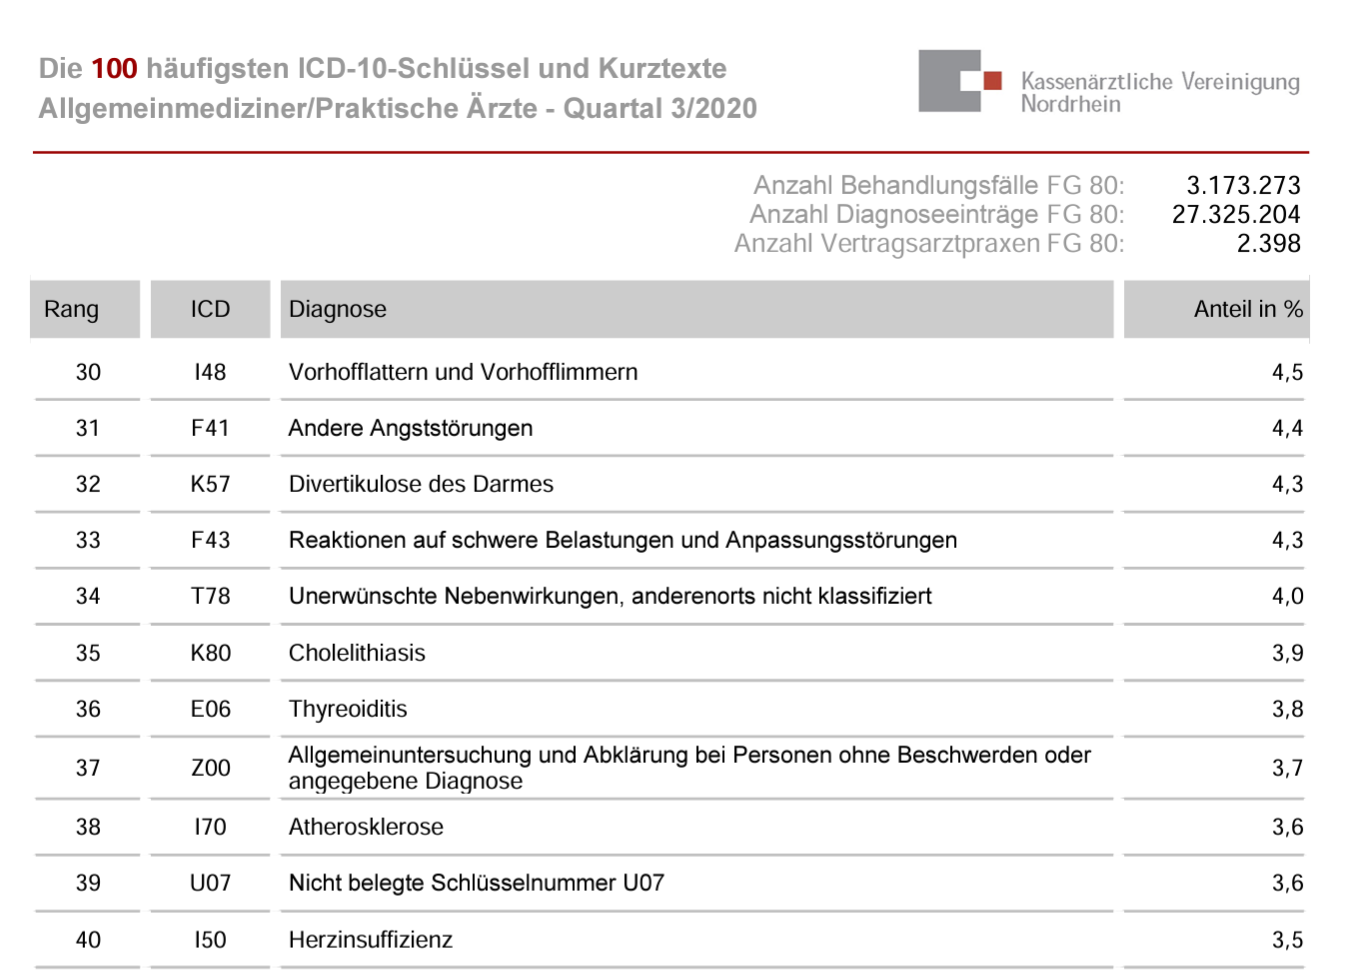 Die 100 häufigsten ICD-10-Schlüssel und Kurztexte
Allgemeinmediziner/Praktische Ärzte - Quartal 3/2020
Kassenärztliche Vereinigung
Nordrhein
Anzahl Behandlungsfälle FG 80: 3.173.273
Anzahl Diagnoseeinträge FG 80: 27.325.204
Anzahl Vertragsarztpraxen FG 80: 2.398
Rang ICD Diagnose Anteil in %
30 I48 Vorhofflattern und Vorhofflimmern 4,5
31 F41 Andere Angststörungen 4,4
32 K57 Divertikulose des Darmes 4,3
33 F43 Reaktionen auf schwere Belastungen und Anpassungsstörungen 4,3
34 T78 Unerwünschte Nebenwirkungen, anderenorts nicht klassifiziert 4,0
35 K80 Cholelithiasis 3,9
36 E06 Thyreoiditis 3,8
37 Z00 Allgemeinuntersuchung und Abklärung bei Personen ohne Beschwerden oder 3,7
angegebene Diagnose
38 I70 Atherosklerose 3,6
39 U07 Nicht belegte Schlüsselnummer U07 3,6
40 I50 Herzinsuffizienz 3,5